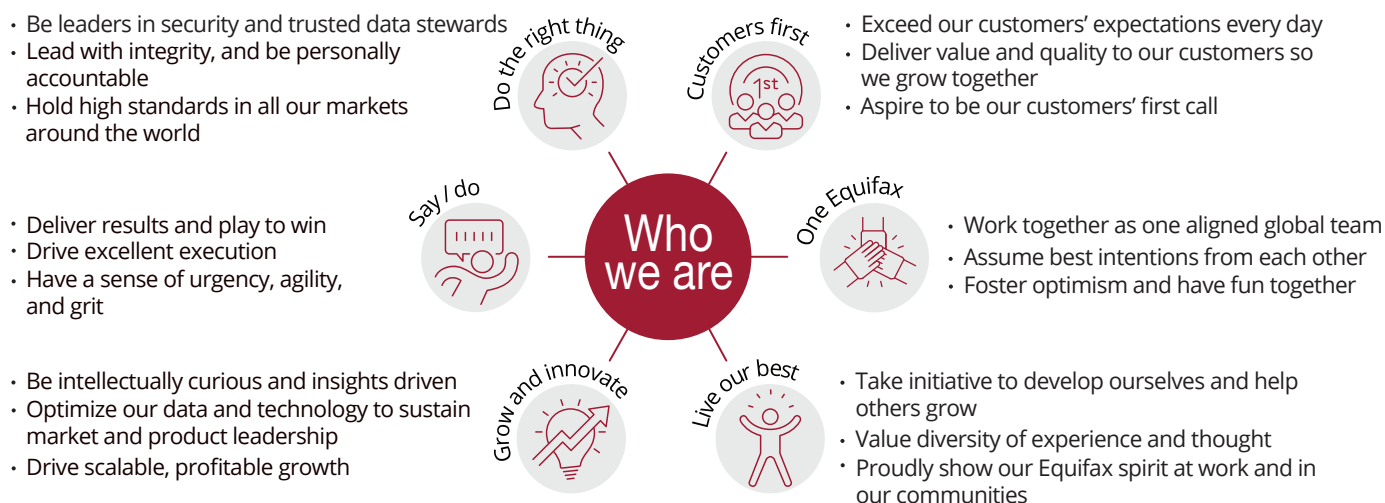 Who
we are
Do the right thing
• Be leaders in security and trusted data stewards
• Lead with integrity, and be personally
accountable
• Hold high standards in all our markets
around the world
Customers first
1st
• Exceed our customers’ expectations every day
• Deliver value and quality to our customers so
we grow together
• Aspire to be our customers’ first call
Say / do
• Deliver results and play to win
• Drive excellent execution
• Have a sense of urgency, agility,
and grit
One Equifax
• Work together as one aligned global team
• Assume best intentions from each other
• Foster optimism and have fun together
Grow and innovate
• Be intellectually curious and insights driven
• Optimize our data and technology to sustain
market and product leadership
• Drive scalable, profitable growth
Live our best
• Take initiative to develop ourselves and help
others grow
• Value diversity of experience and thought
• Proudly show our Equifax spirit at work and in
our communities